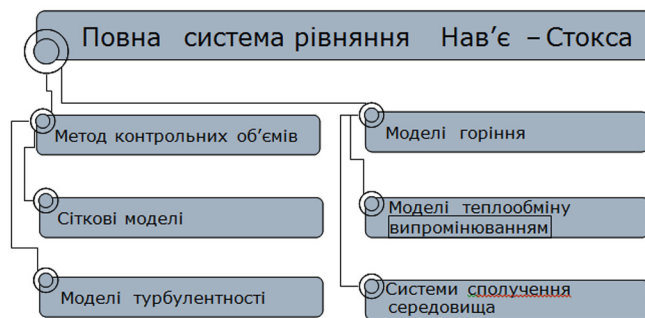 Повна система рівняння Нав’є – Стокса
Метод контрольних об’ємів
Сіткові моделі
Моделі турбулентності
Моделі горіння
Моделі теплообміну
випромінюванням
Системи сполучення
середовища